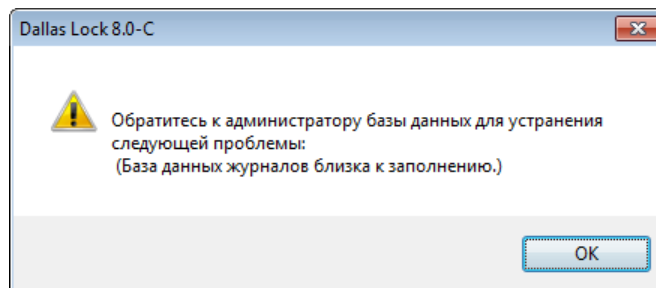 Dallas Lock 8.0-C
Обратитесь к администратору базы данных для устранения
следующей проблемы:
(База данных журналов близка к заполнению.)
OK